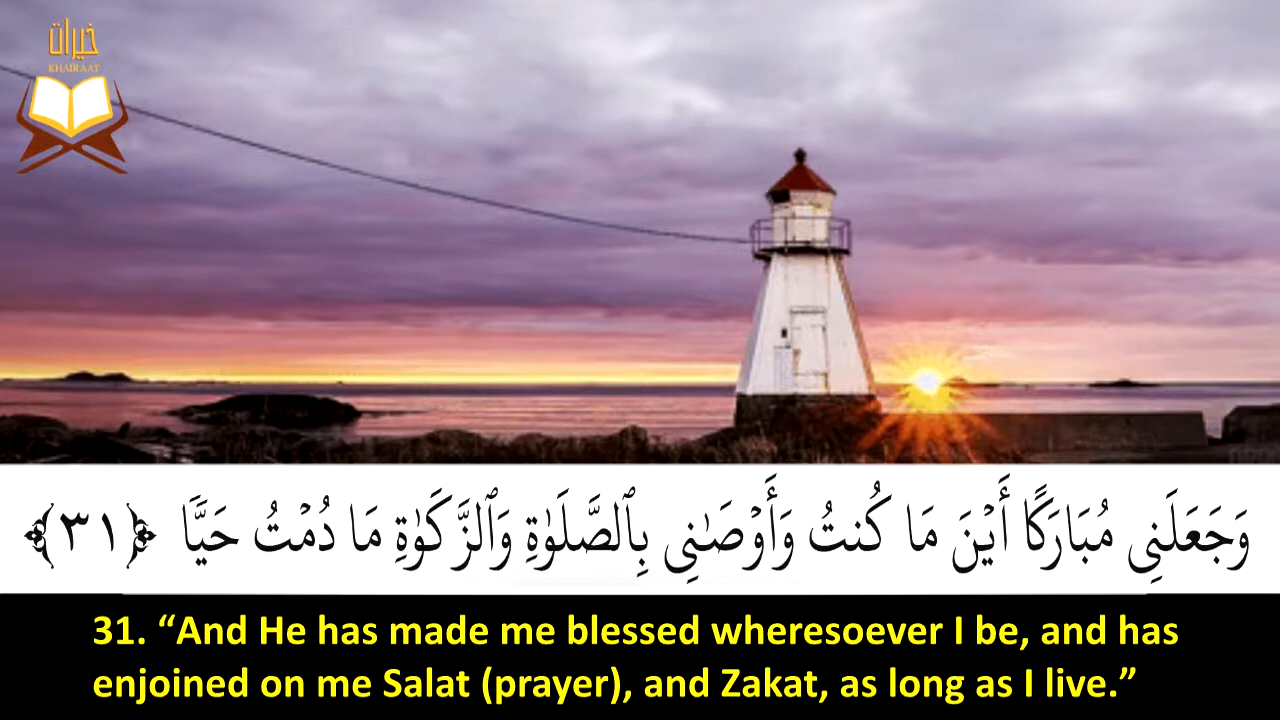 خيرات
KHAIRAAT
وَجَعَلَنِى مُبَارَكًا أَيْنَ مَا كُنتُ وَأَوْصَـٰنِى بِٱلصَّلَوٰةِ وَٱلزَّكَوٰةِ مَا دُمْتُ حَيًّا ﴿٣١﴾
31. “And He has made me blessed wheresoever I be, and has
enjoined on me Salat (prayer), and Zakat, as long as I live.”